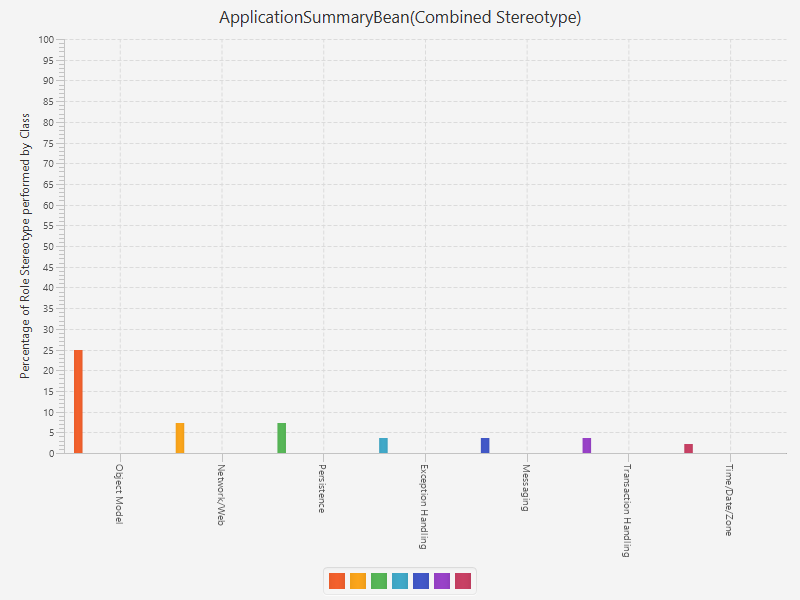 ApplicationSummaryBean(Combined Stereotype)
Percentage of Role Stereotype performed by Class
100
95
90
85
80
75
70
65
60
55
50
45
40
35
30
25
20
15
10
5
0
Object Model
Network/Web
Persistence
Exception Handling
Messaging
Transaction Handling
Time/Date/Zone